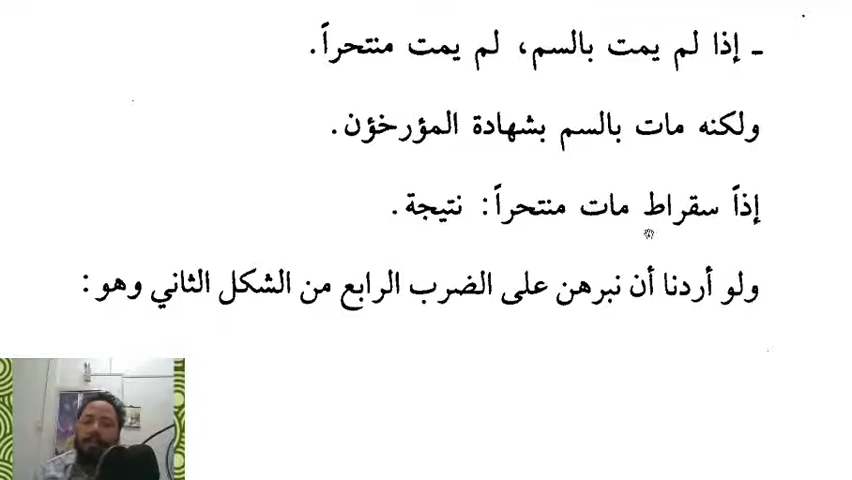 ـ إذا لم يمت بالسم، لم يمت منتحراً.
ولكنه مات بالسم بشهادة المؤرخؤن.
إذاً سقراط مات منتحراً: نتيجة.
ولو أردنا أن نبرهن على الضرب الرابع من الشكل الثاني وهو: